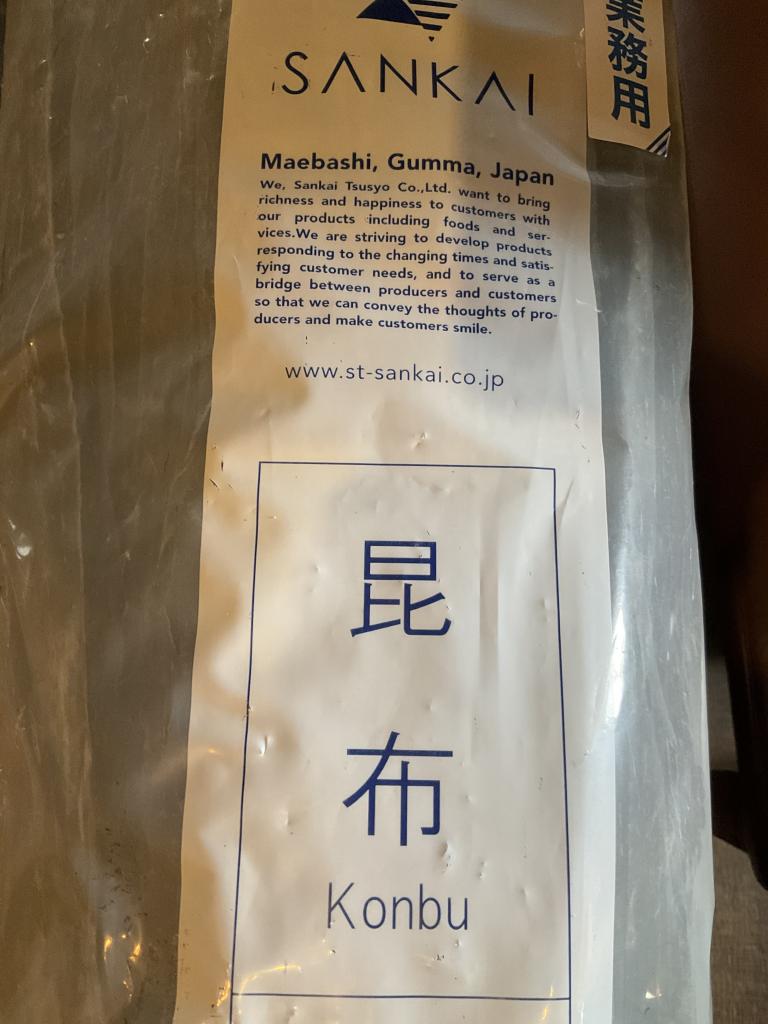 SANKAI
業務用
Maebashi, Gumma, Japan
We, Sankai Tsusyo Co.,Ltd. want to bring
richness and happiness to customers with
our products including foods and ser-
vices.We are striving to develop products
responding to the changing times and satis-
fying customer needs, and to serve as a
bridge between producers and customers
so that we can convey the thoughts of pro-
ducers and make customers smile.
www.st-sankai.co.jp
昆
布
Konbu